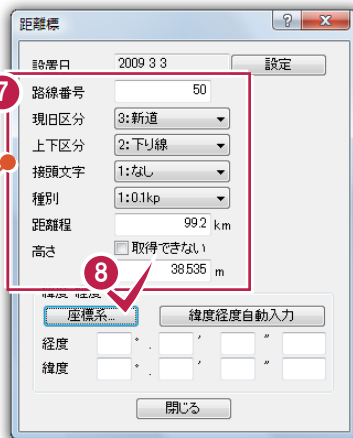 距離標
設置日 2009 3 3 設定
7
路線番号 50
現旧区分 3:新道
上下区分 2:下り線
接頭文字 1:なし
種別 1:0.1kp
距離程 99.2 km
高さ 取得できない
8
38.535 m
緯度・経度
座標系... 緯度経度自動入力
経度 ° . ′ ″
緯度 ° . ′ ″
閉じる